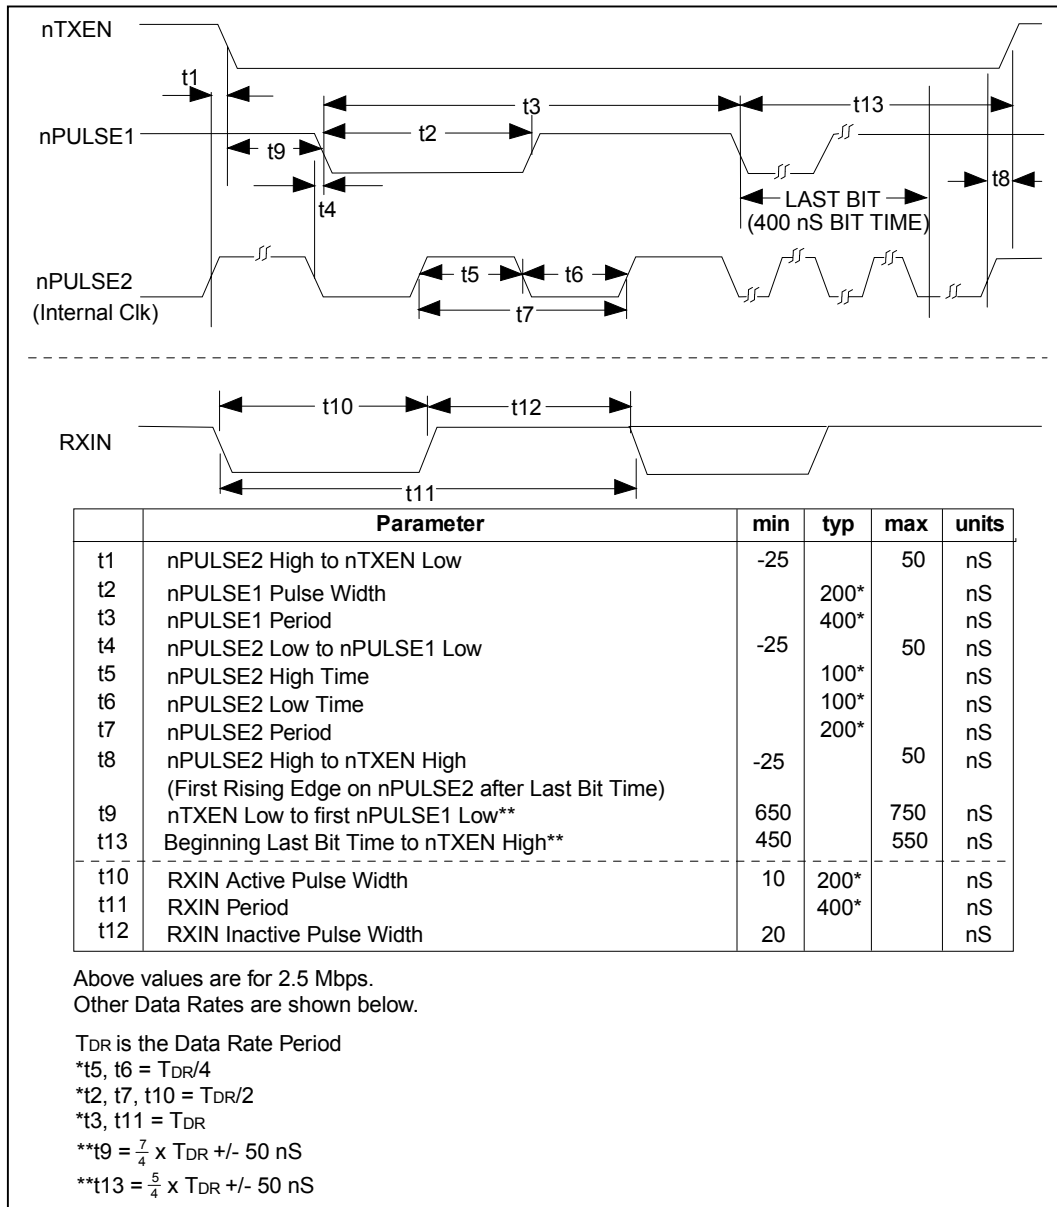 nTXEN
t1
t3
t13
nPULSE1
t2
t9
t8
t4
LAST BIT
(400 nS BIT TIME)
nPULSE2
(Internal Clk)
t5
t6
t7
t10
t12
RXIN
t11
Parameter min typ max units
t1 nPULSE2 High to nTXEN Low -25 50 nS
t2 nPULSE1 Pulse Width 200* nS
t3 nPULSE1 Period 400* nS
t4 nPULSE2 Low to nPULSE1 Low -25 50 nS
t5 nPULSE2 High Time 100* nS
t6 nPULSE2 Low Time 100* nS
t7 nPULSE2 Period 200* nS
t8 nPULSE2 High to nTXEN High -25 50 nS
(First Rising Edge on nPULSE2 after Last Bit Time)
t9 nTXEN Low to first nPULSE1 Low** 650 750 nS
t13 Beginning Last Bit Time to nTXEN High** 450 550 nS
t10 RXIN Active Pulse Width 10 200* nS
t11 RXIN Period 400* nS
t12 RXIN Inactive Pulse Width 20 nS
Above values are for 2.5 Mbps.
Other Data Rates are shown below.
TDR is the Data Rate Period
*t5, t6 = TDR/4
*t2, t7, t10 = TDR/2
*t3, t11 = TDR
**t9 = 7/4 x TDR +/- 50 nS
**t13 = 5/4 x TDR +/- 50 nS